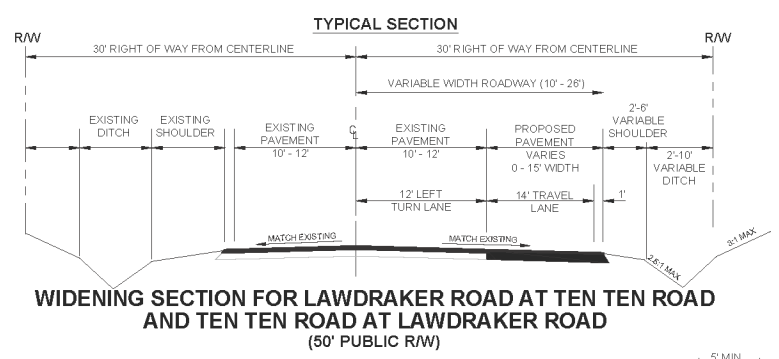 TYPICAL SECTION
R/W
R/W
30' RIGHT OF WAY FROM CENTERLINE
30' RIGHT OF WAY FROM CENTERLINE
VARIABLE WIDTH ROADWAY (10' - 26')
EXISTING
DITCH
EXISTING
SHOULDER
EXISTING
PAVEMENT
10' - 12'
℄
EXISTING
PAVEMENT
10' - 12'
PROPOSED
PAVEMENT
VARIES
0 - 15' WIDTH
2'-6'
VARIABLE
SHOULDER
2'-10'
VARIABLE
DITCH
12' LEFT
TURN LANE
14' TRAVEL
LANE
1'
MATCH EXISTING
MATCH EXISTING
2.5:1 MAX
3:1 MAX
WIDENING SECTION FOR LAWDRAKER ROAD AT TEN TEN ROAD
AND TEN TEN ROAD AT LAWDRAKER ROAD
(50' PUBLIC R/W)
5' MIN